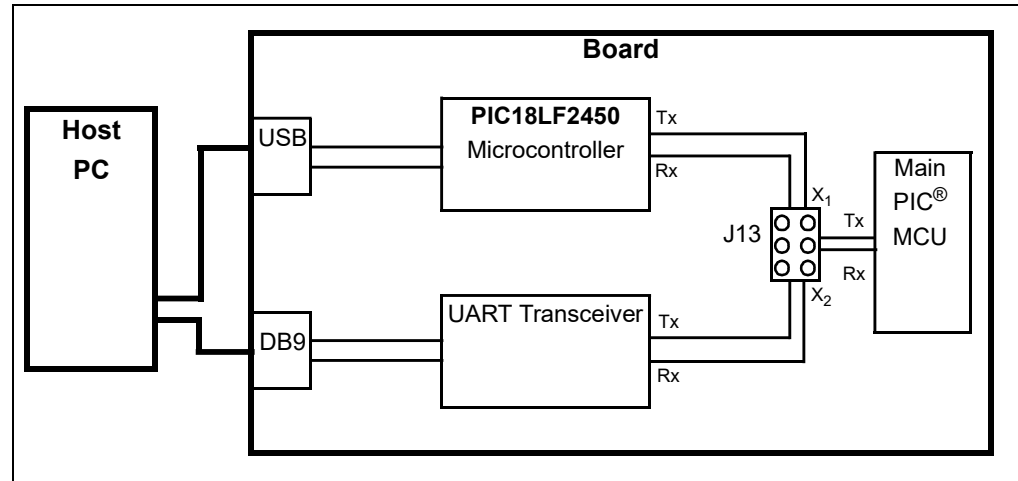 Board
Host
PC
USB
PIC18LF2450
Microcontroller
Tx
Rx
X1
J13
Tx
Rx
X2
Main
PIC®
MCU
DB9
UART Transceiver
Tx
Rx